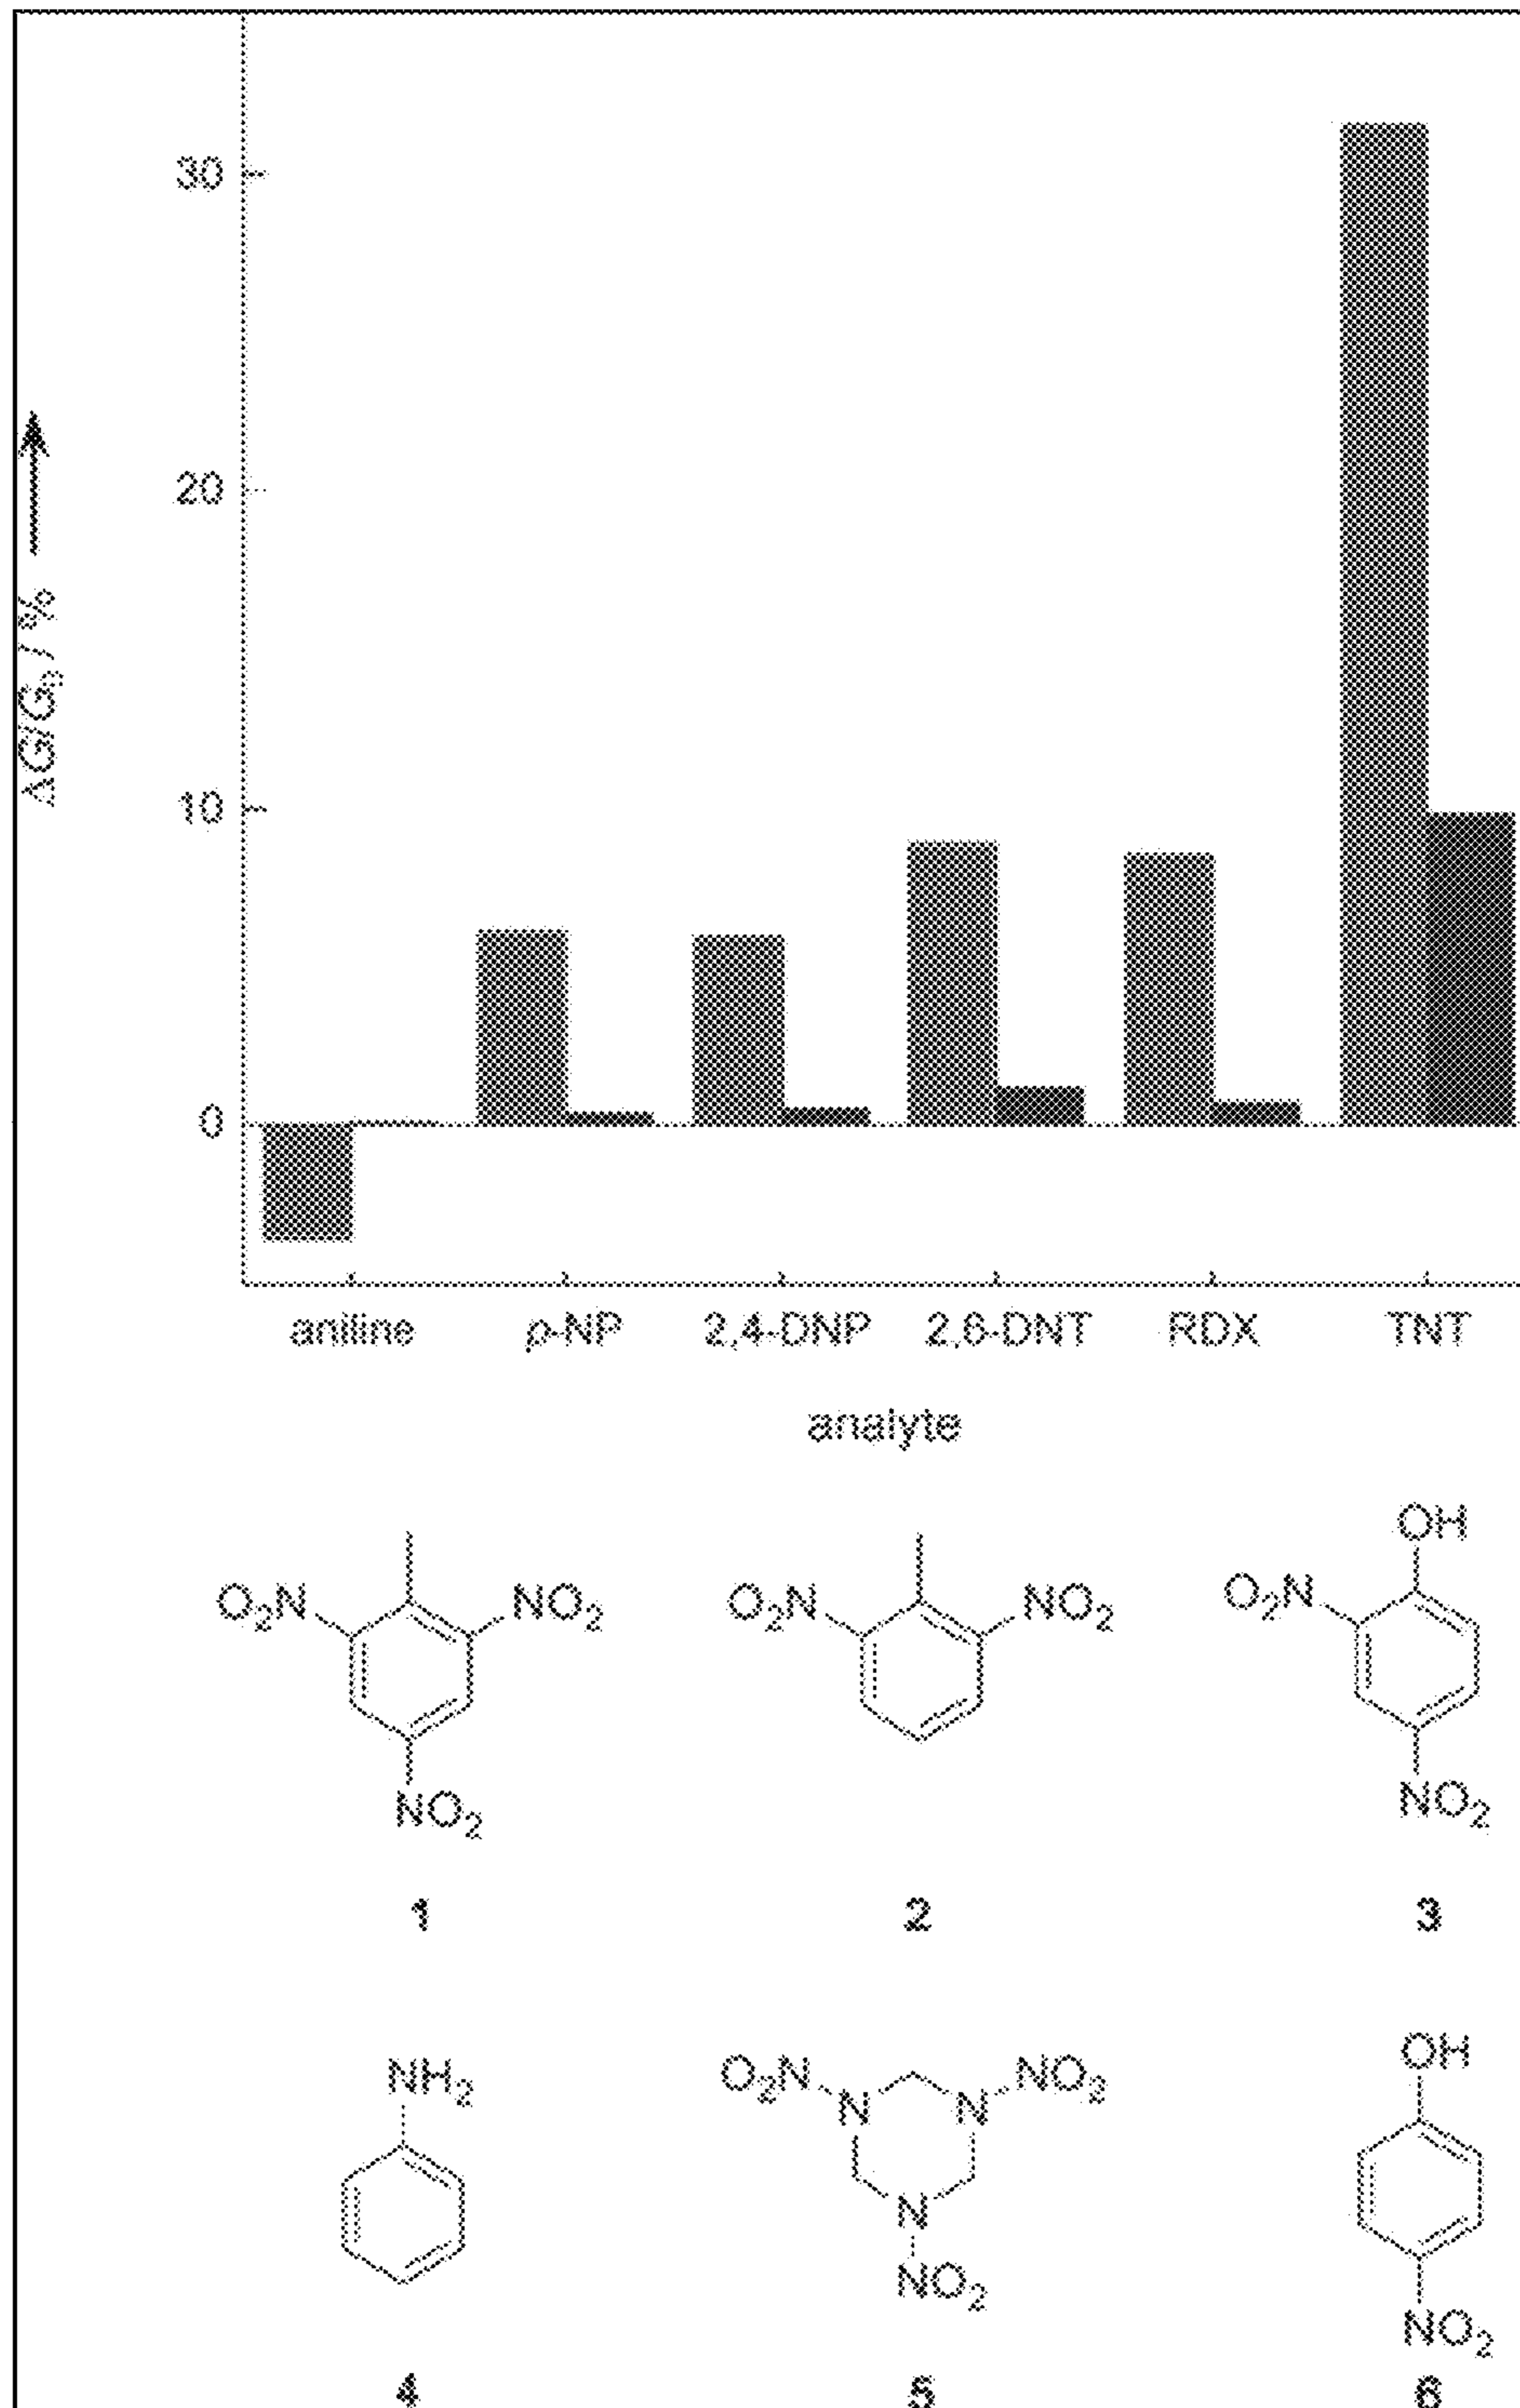 ΔG/G₀ / %
30
20
10
0
aniline p-NP 2,4-DNP 2,6-DNT RDX TNT
analyte
O₂N NO₂ NO₂
1
O₂N NO₂
2
OH O₂N NO₂
3
NH₂
4
O₂N N N NO₂ N NO₂
5
OH NO₂
6